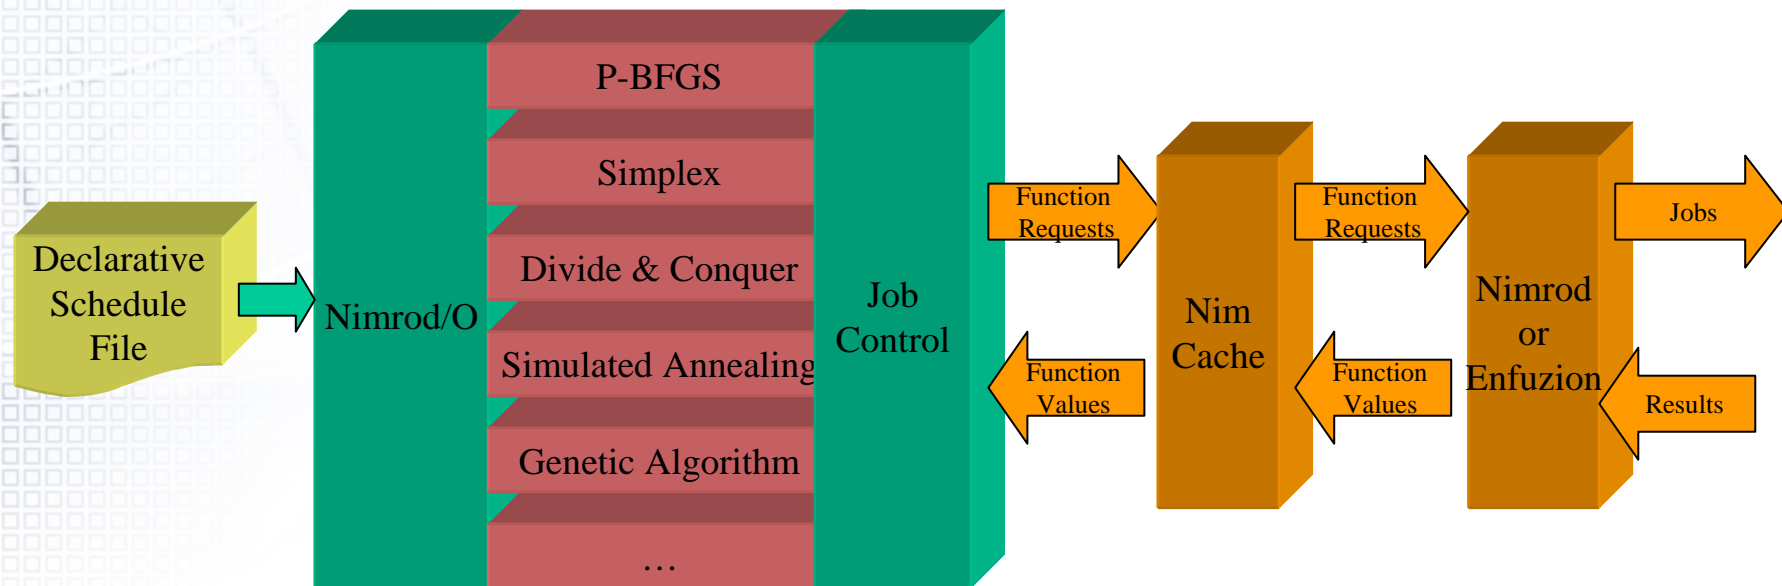 Declarative
Schedule
File
Nimrod/O
P-BFGS
Simplex
Divide & Conquer
Simulated Annealing
Genetic Algorithm
…
Job
Control
Function
Requests
Function
Values
Nim
Cache
Function
Requests
Function
Values
Nimrod
or
Enfuzion
Jobs
Results